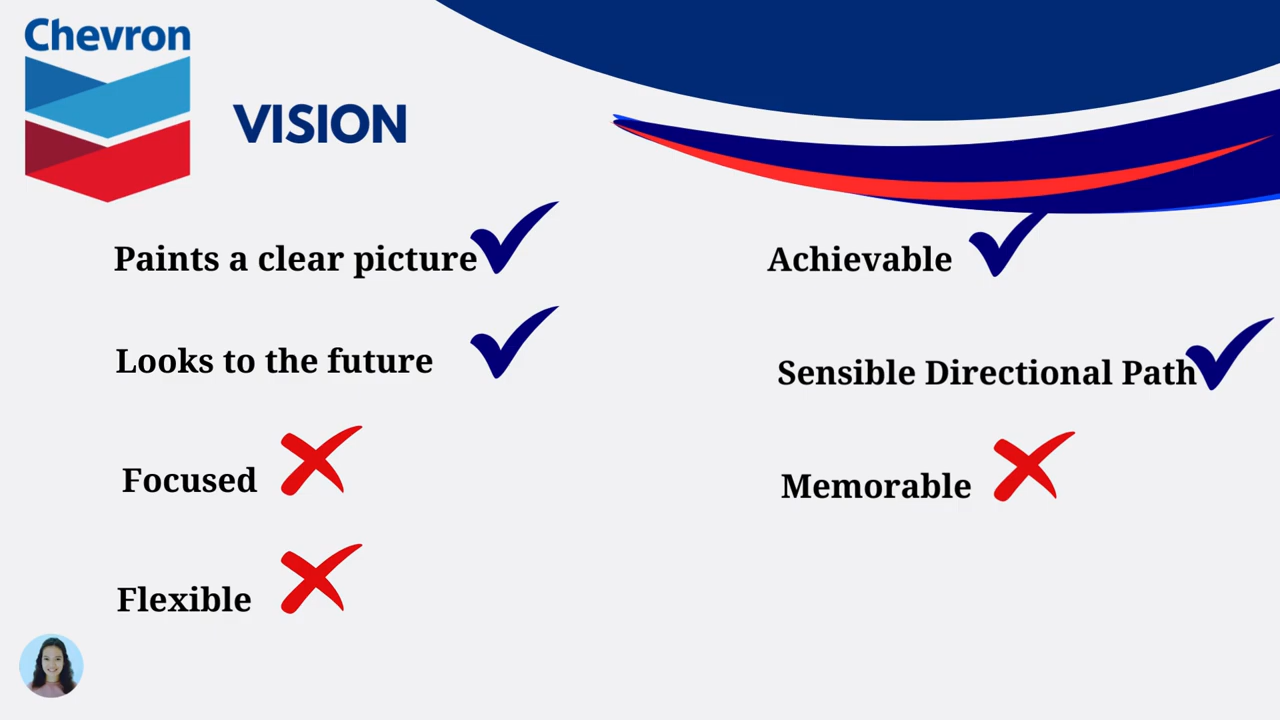 Chevron
VISION
Paints a clear picture
Looks to the future
Focused
Flexible
Achievable
Sensible Directional Path
Memorable